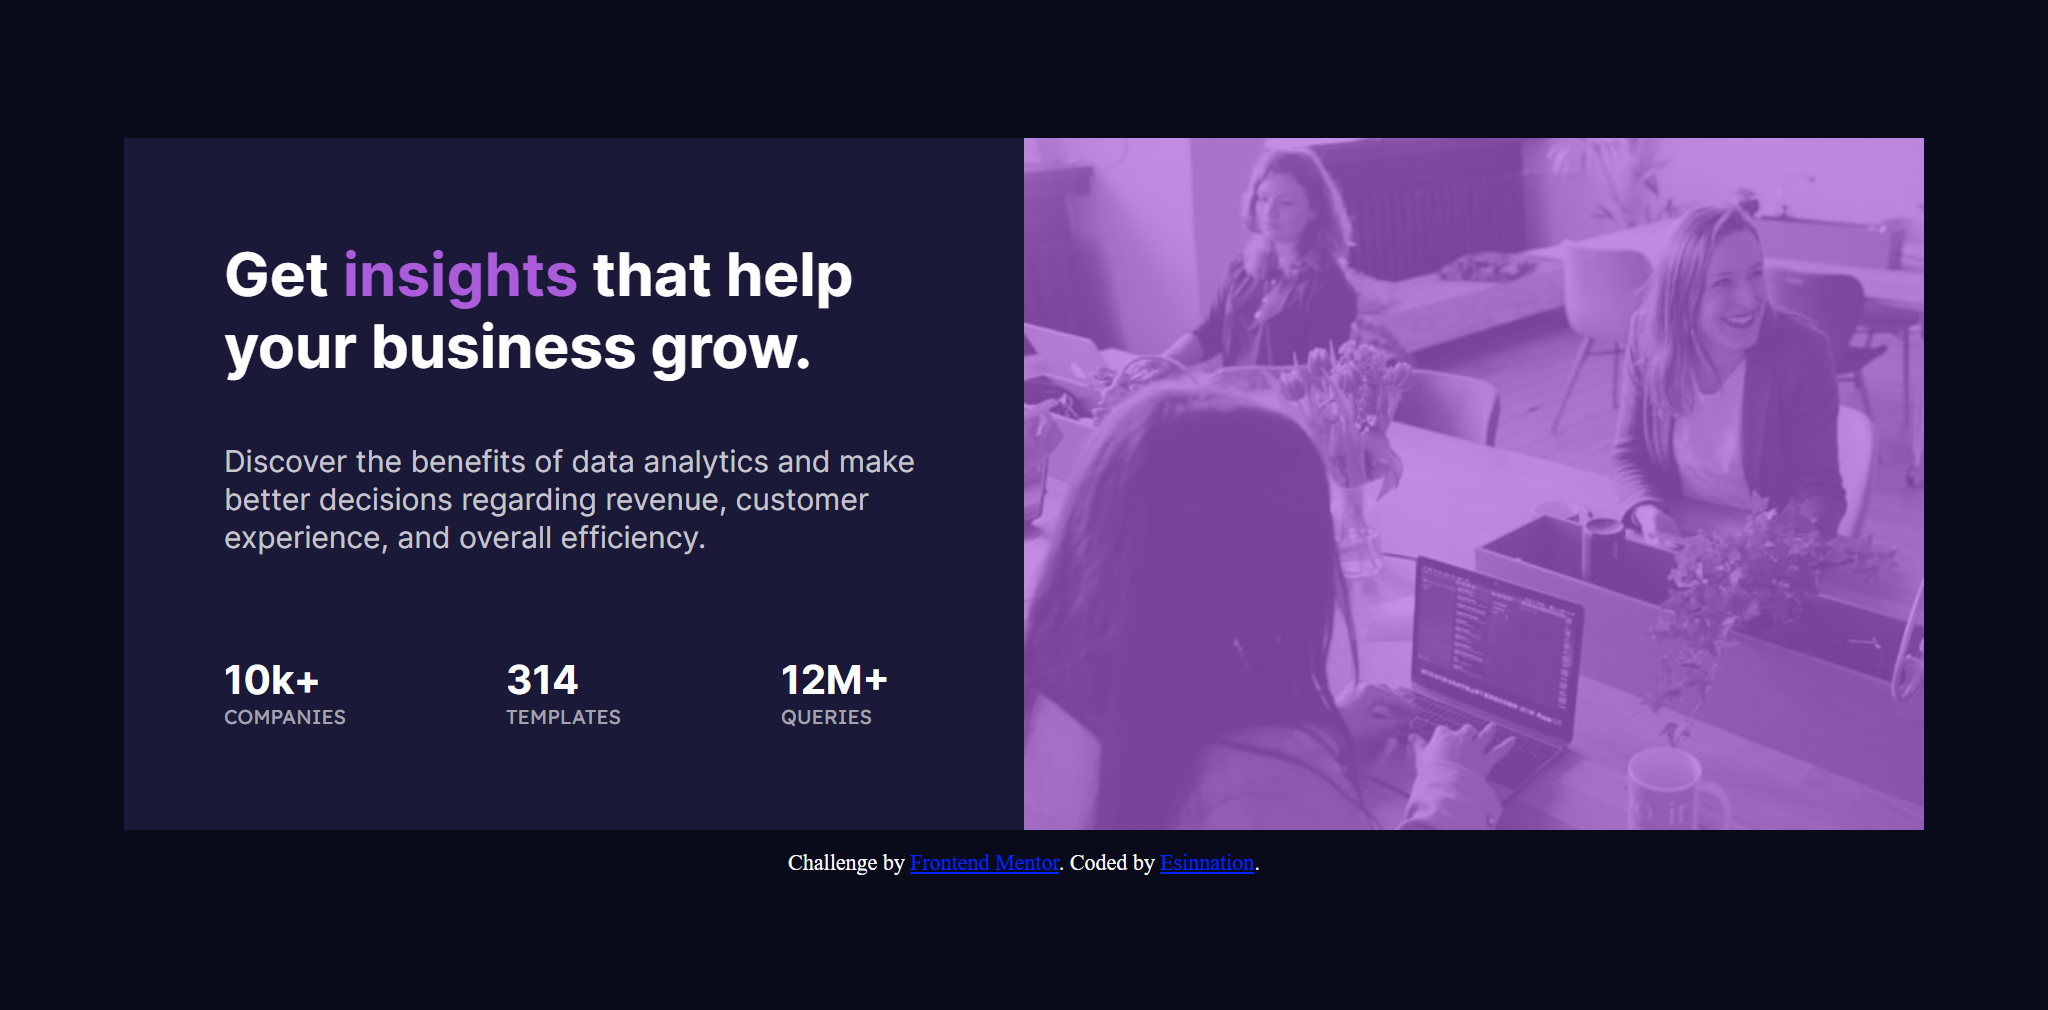 Get insights that help
your business grow.
Discover the benefits of data analytics and make
better decisions regarding revenue, customer
experience, and overall efficiency.
10k+
COMPANIES
314
TEMPLATES
12M+
QUERIES
Challenge by Frontend Mentor. Coded by Esinnation.